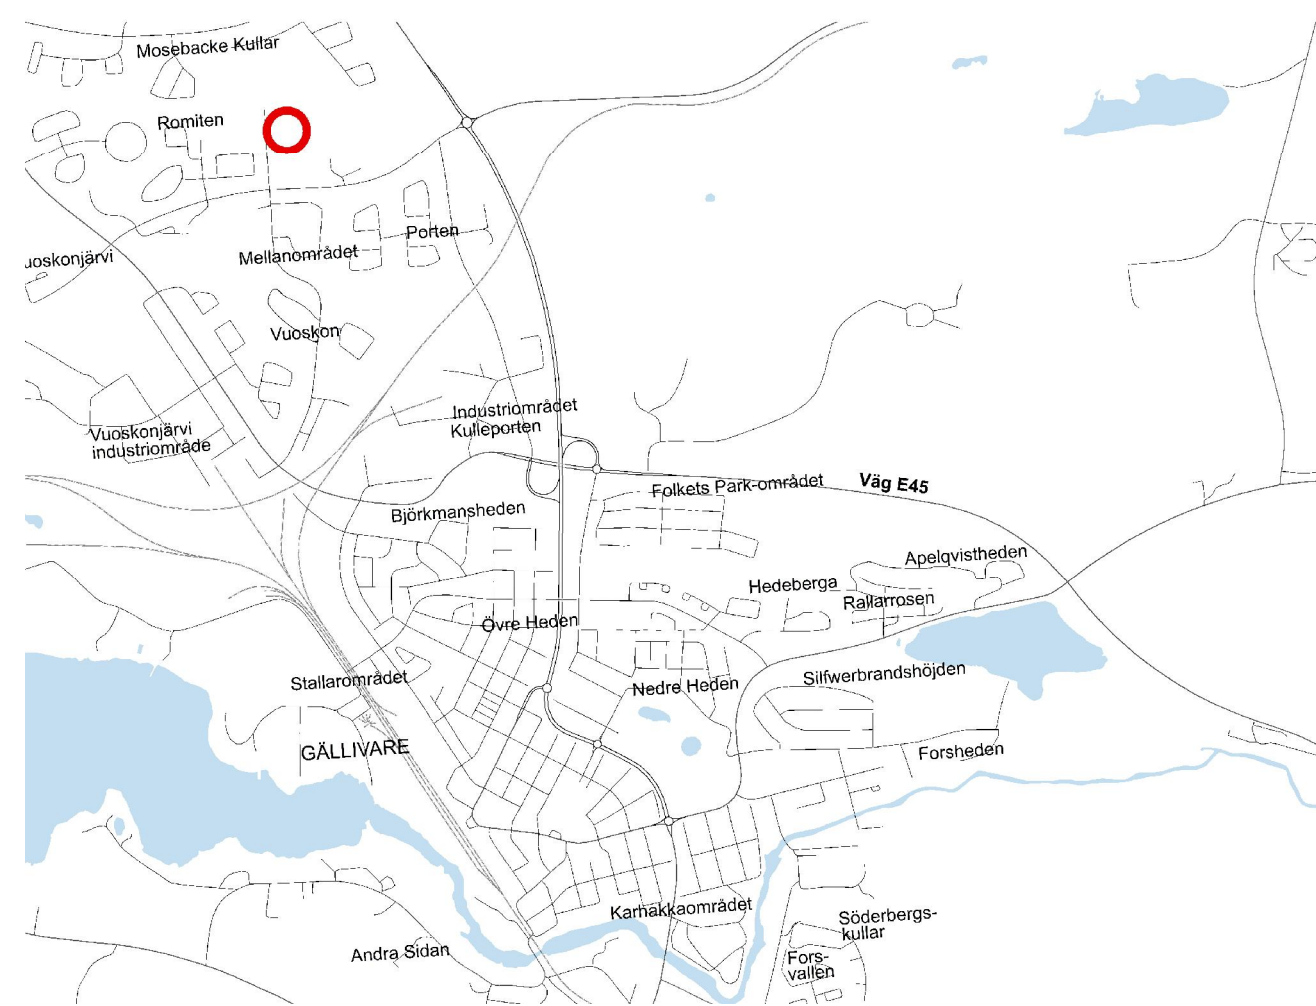 Mosebacke Kullar
Romiten
Porten
uoskonjärvi
Mellanområdet
Vuoskon
Industriområdet
Kulleporten
Vuoskonjärvi
industriområde
Folkets Park-området
Väg E45
Björkmansheden
Apelqvistheden
Hedeberga
Rallarrosen
Övre Heden
Stallarområdet
Nedre Heden
Silfwerbrandshöjden
GÄLLIVARE
Forsheden
Karhakkaområdet
Söderbergs-
kullar
Andra Sidan
Fors-
vallen